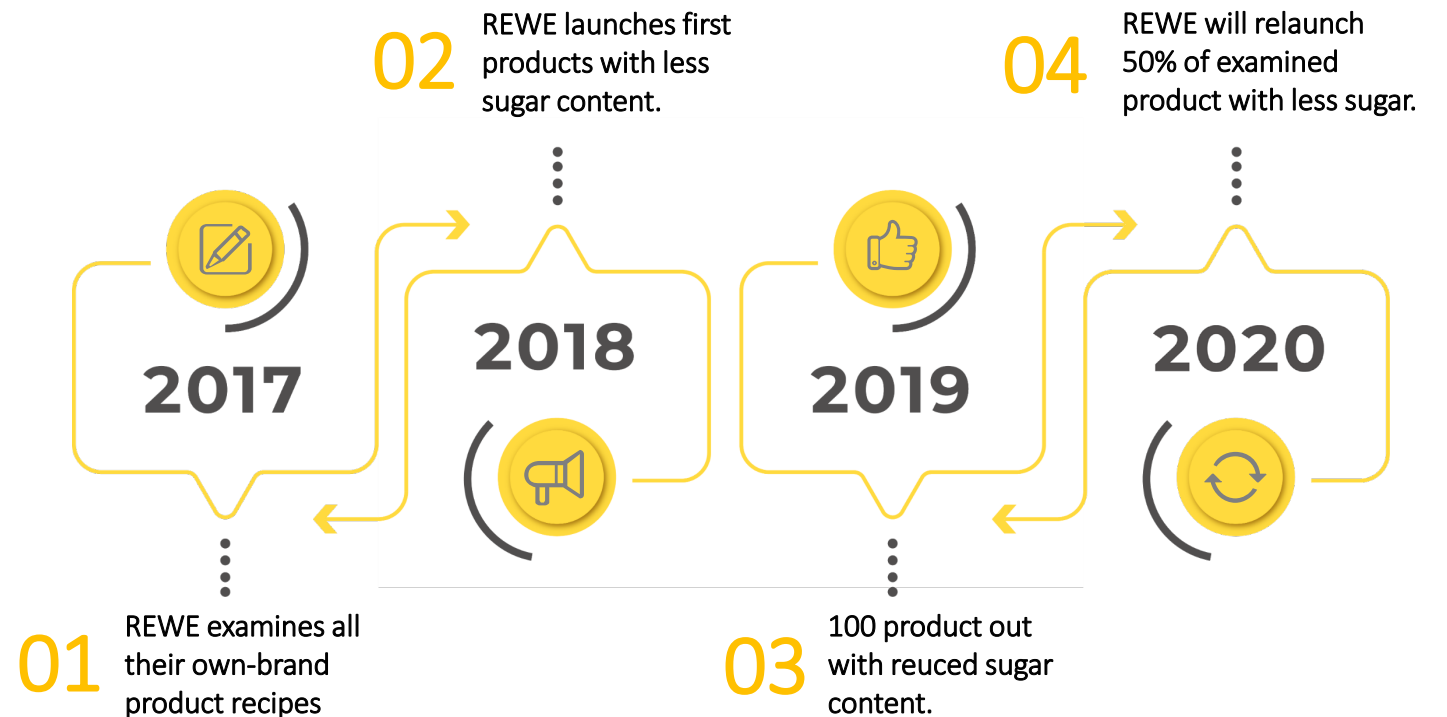 02
REWE launches first
products with less
sugar content.
04
REWE will relaunch
50% of examined
product with less sugar.
2017
2018
2019
2020
01
REWE examines all
their own-brand
product recipes
03
100 product out
with reuced sugar
content.